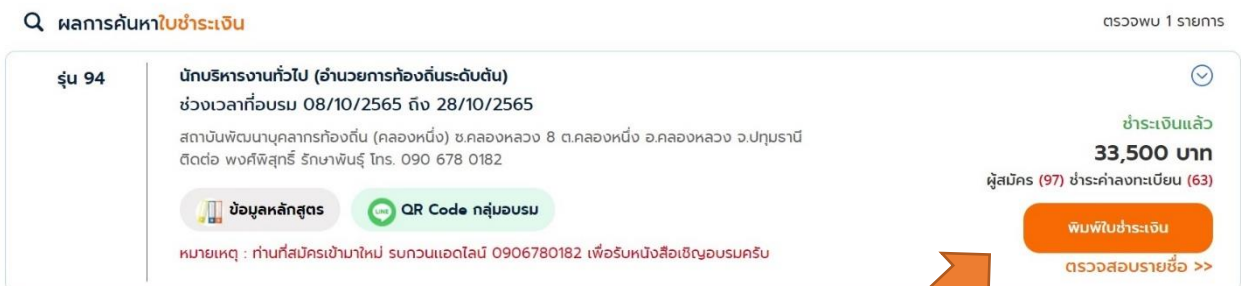 ผลการค้นหาใบชำระเงิน
ตรวจพบ 1 รายการ
รุ่น 94
นักบริหารงานทั่วไป (อำนวยการท้องถิ่นระดับต้น)
ช่วงเวลาที่อบรม 08/10/2565 ถึง 28/10/2565
สถาบันพัฒนาบุคลากรท้องถิ่น (คลองหนึ่ง) ซ.คลองหลวง 8 ต.คลองหนึ่ง อ.คลองหลวง จ.ปทุมธานี
ติดต่อ พงศ์พิสุทธิ์ รักษาพันธุ์ โทร. 090 678 0182
ชำระเงินแล้ว
33,500 บาท
ผู้สมัคร (97) ชำระค่าลงทะเบียน (63)
ข้อมูลหลักสูตร
LINE QR Code กลุ่มอบรม
พิมพ์ใบชำระเงิน
หมายเหตุ : ท่านที่สมัครเข้ามาใหม่ รบกวนแอดไลน์ 0906780182 เพื่อรับหนังสือเชิญอบรมครับ
ตรวจสอบรายชื่อ >>